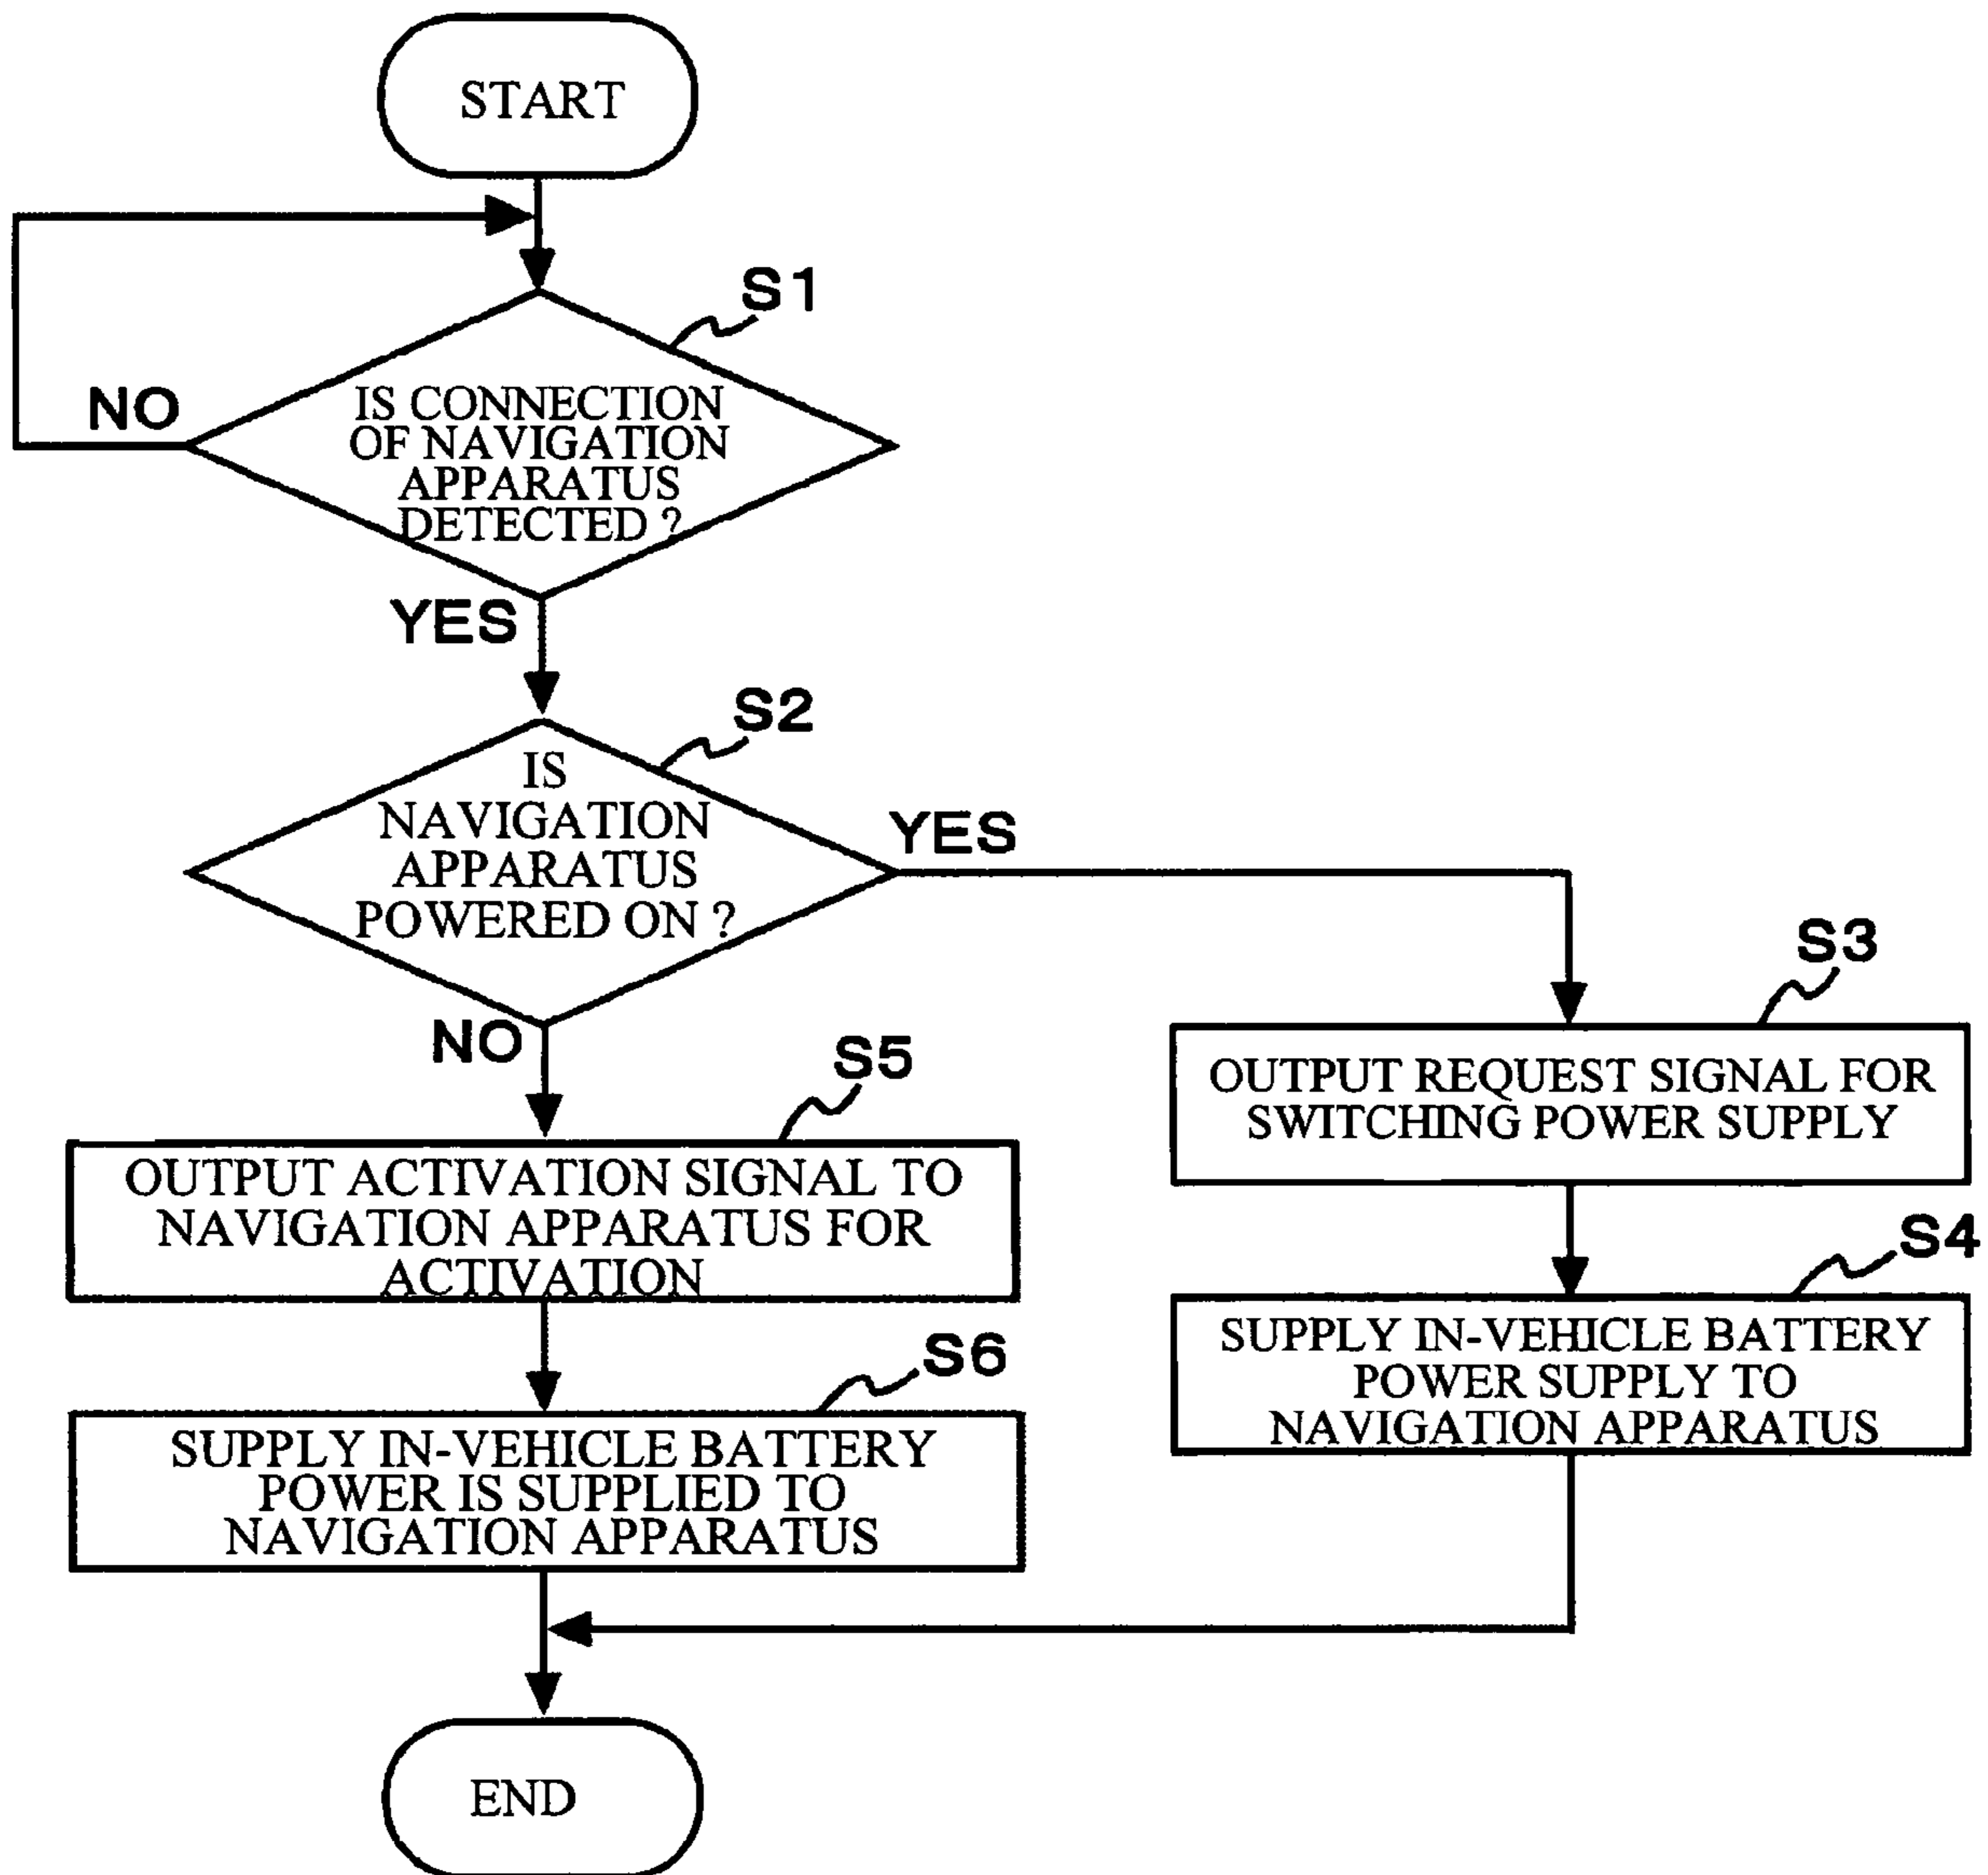 START
S1
IS CONNECTION
OF NAVIGATION
APPARATUS
DETECTED ?
NO
YES
S2
IS
NAVIGATION
APPARATUS
POWERED ON ?
YES
NO
S3
OUTPUT REQUEST SIGNAL FOR
SWITCHING POWER SUPPLY
S5
OUTPUT ACTIVATION SIGNAL TO
NAVIGATION APPARATUS FOR
ACTIVATION
S4
SUPPLY IN-VEHICLE BATTERY
POWER SUPPLY TO
NAVIGATION APPARATUS
S6
SUPPLY IN-VEHICLE BATTERY
POWER IS SUPPLIED TO
NAVIGATION APPARATUS
END